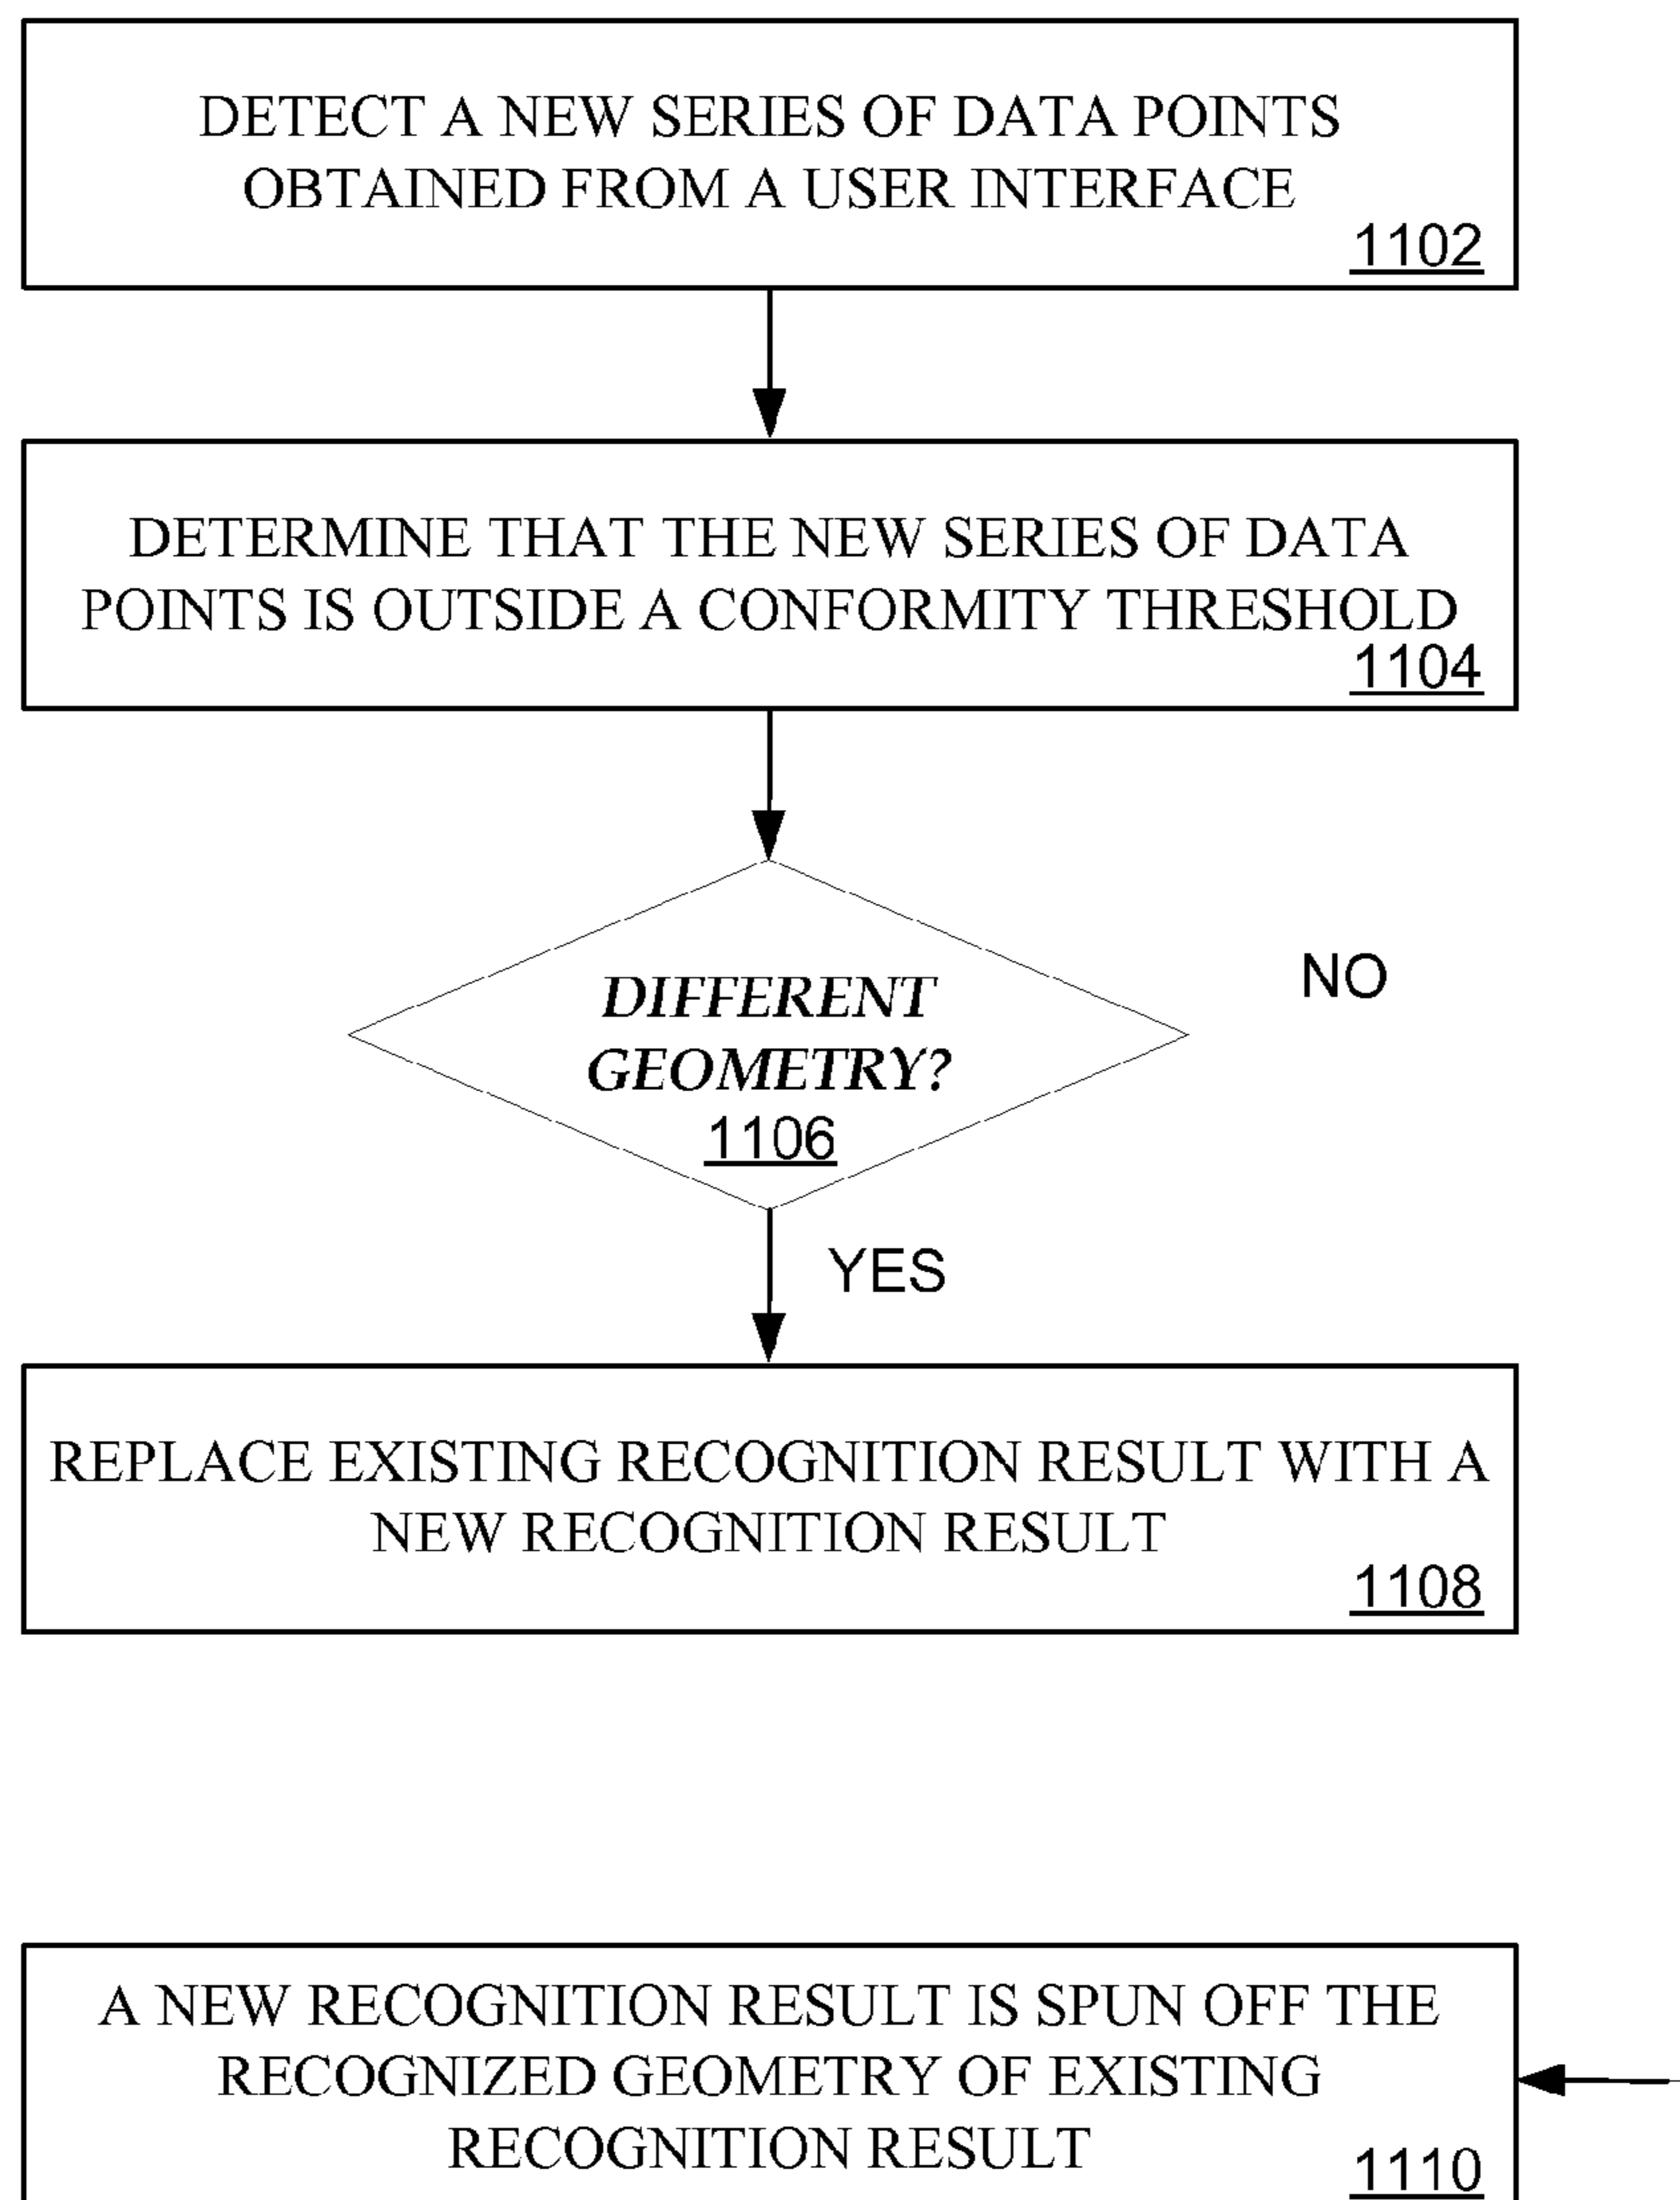 DETECT A NEW SERIES OF DATA POINTS
OBTAINED FROM A USER INTERFACE
1102
DETERMINE THAT THE NEW SERIES OF DATA
POINTS IS OUTSIDE A CONFORMITY THRESHOLD
1104
NO
DIFFERENT
GEOMETRY?
1106
YES
REPLACE EXISTING RECOGNITION RESULT WITH A
NEW RECOGNITION RESULT
1108
A NEW RECOGNITION RESULT IS SPUN OFF THE
RECOGNIZED GEOMETRY OF EXISTING
RECOGNITION RESULT
1110